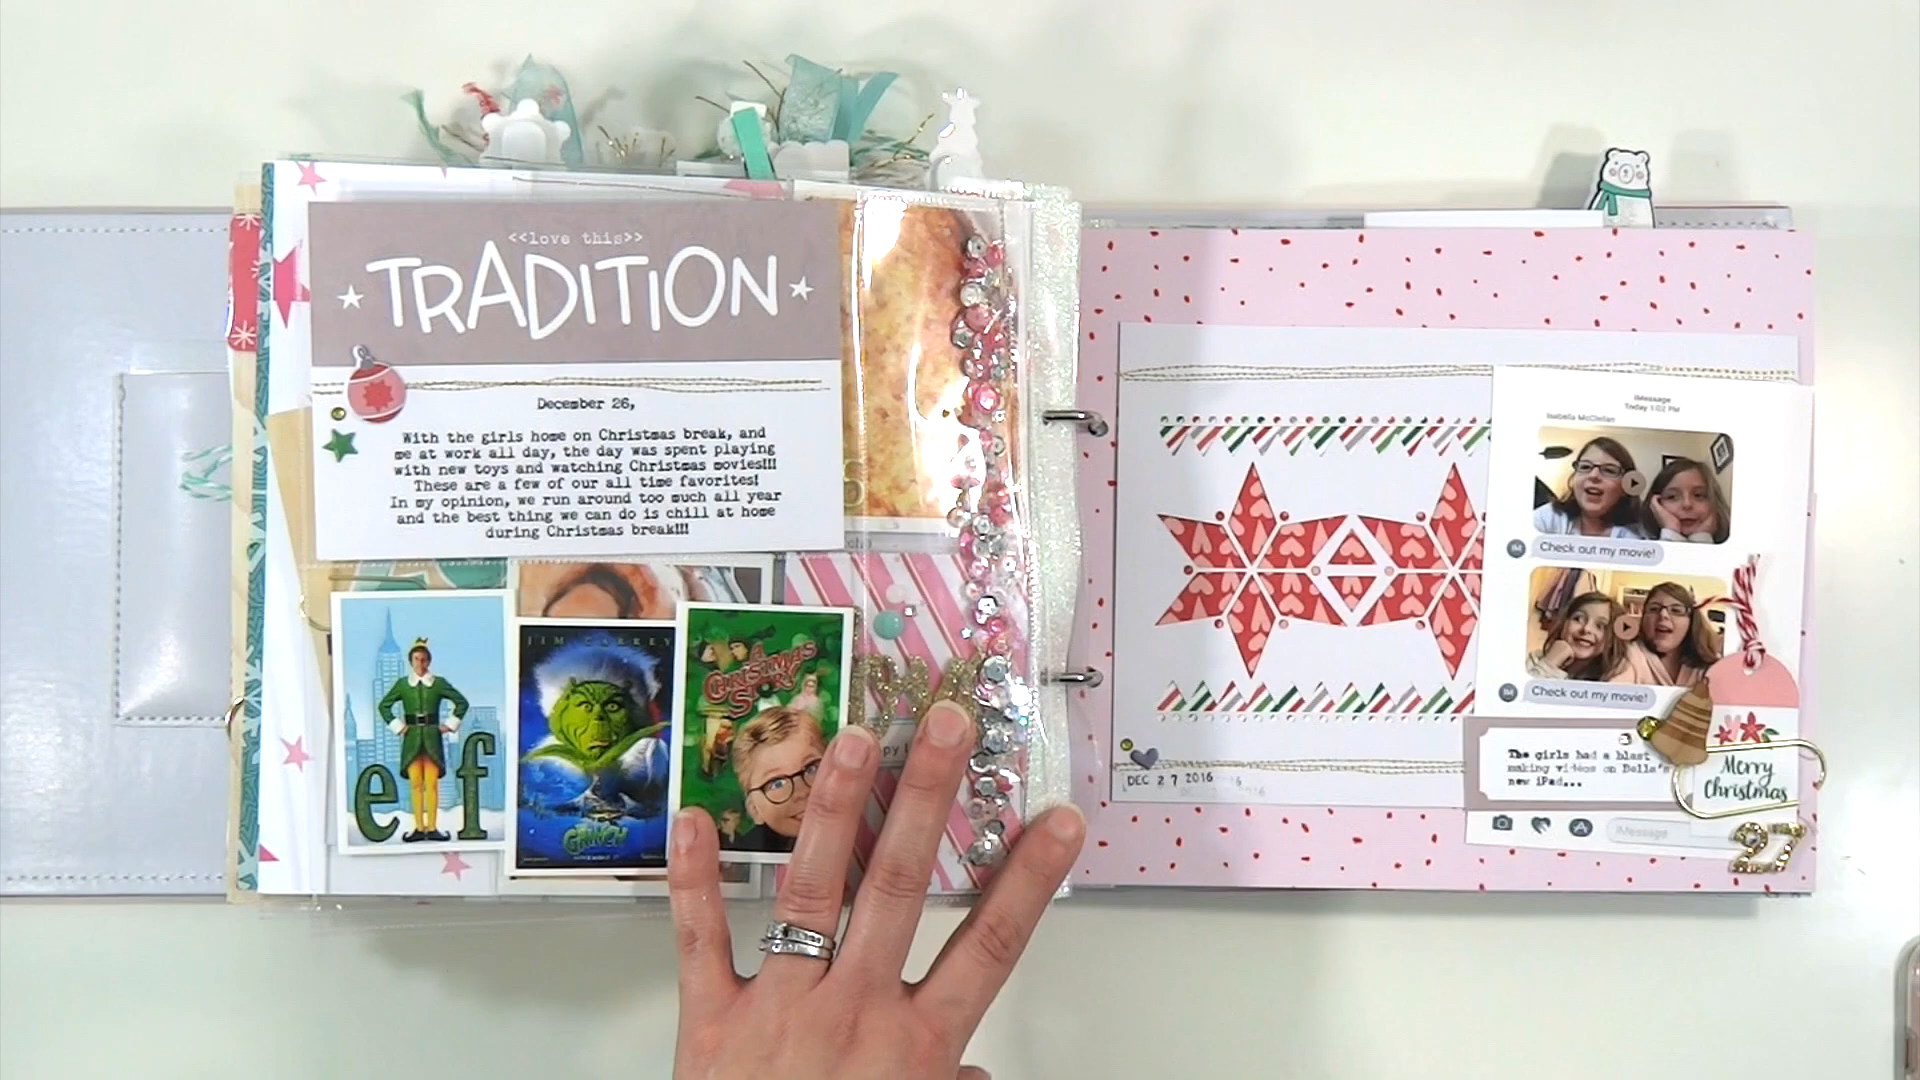 <<love this>>
TRADITION
December 26,
With the girls home on Christmas break, and
me at work all day, the day was spent playing
with new toys and watching Christmas movies!!!
These are a few of our all time favorites!
In my opinion, we run around too much all year
and the best thing we can do is chill at home
during Christmas break!!!
elf
JIM CARREY
GRINCH
A
CHRISTMAS
STORY
iMessage
Today 1:02 PM
Isabella McClellan
Check out my movie!
Check out my movie!
The girls had a blast
making videos on Bella's
new iPad...
Merry
Christmas
iMessage
27
DEC 27 2016